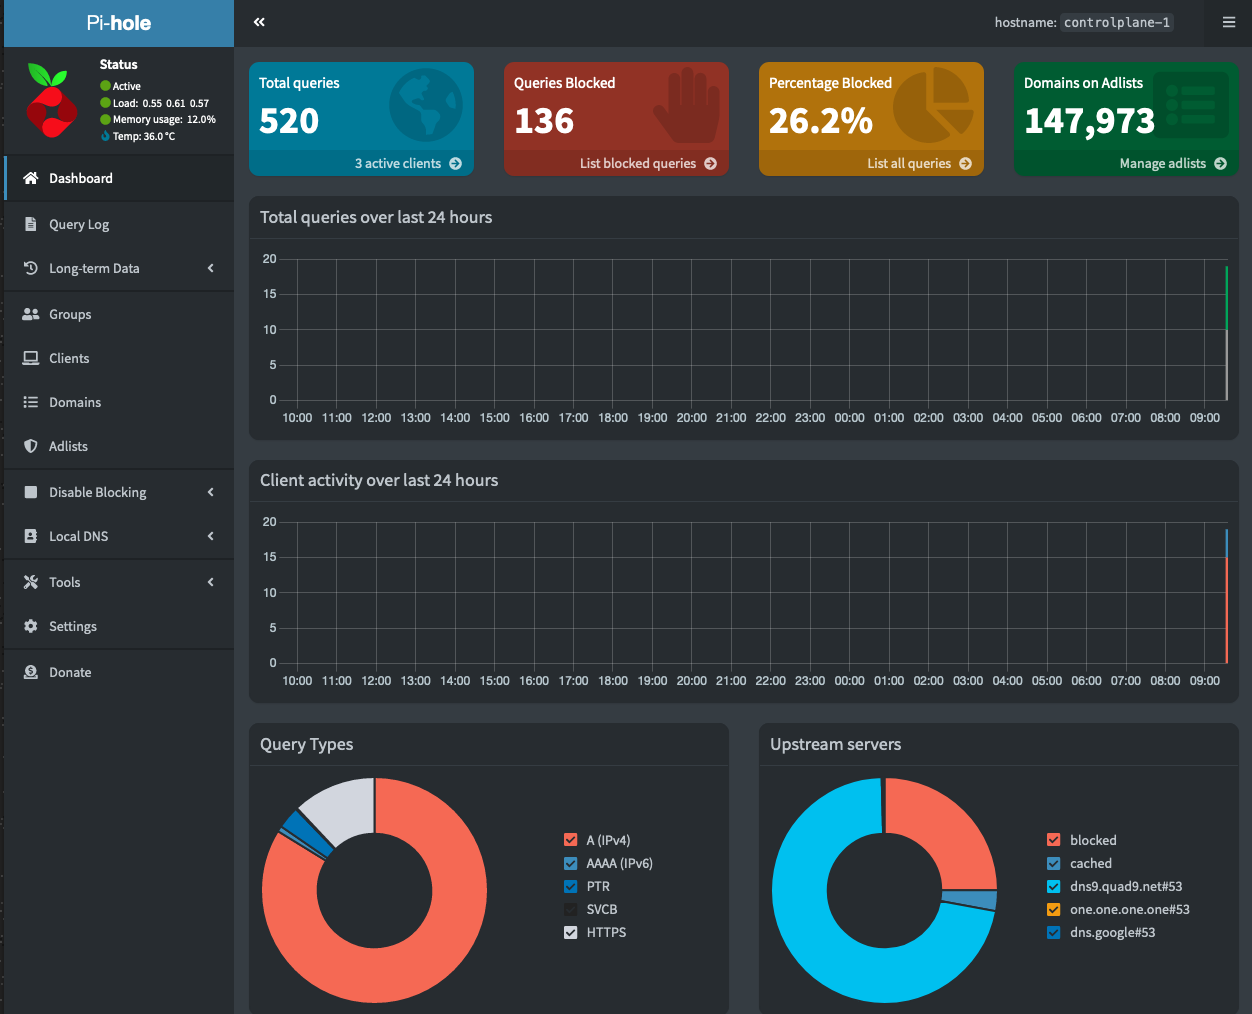 Pi-hole
hostname: controlplane-1
Status
Active
Load: 0.55 0.61 0.57
Memory usage: 12.0%
Temp: 36.0 °C
Dashboard
Query Log
Long-term Data
Groups
Clients
Domains
Adlists
Disable Blocking
Local DNS
Tools
Settings
Donate
Total queries
520
3 active clients
Queries Blocked
136
List blocked queries
Percentage Blocked
26.2%
List all queries
Domains on Adlists
147,973
Manage adlists
Total queries over last 24 hours
20
15
10
5
0
10:00 11:00 12:00 13:00 14:00 15:00 16:00 17:00 18:00 19:00 20:00 21:00 22:00 23:00 00:00 01:00 02:00 03:00 04:00 05:00 06:00 07:00 08:00 09:00
Client activity over last 24 hours
20
15
10
5
0
10:00 11:00 12:00 13:00 14:00 15:00 16:00 17:00 18:00 19:00 20:00 21:00 22:00 23:00 00:00 01:00 02:00 03:00 04:00 05:00 06:00 07:00 08:00 09:00
Query Types
A (IPv4)
AAAA (IPv6)
PTR
SVCB
HTTPS
Upstream servers
blocked
cached
dns9.quad9.net#53
one.one.one.one#53
dns.google#53